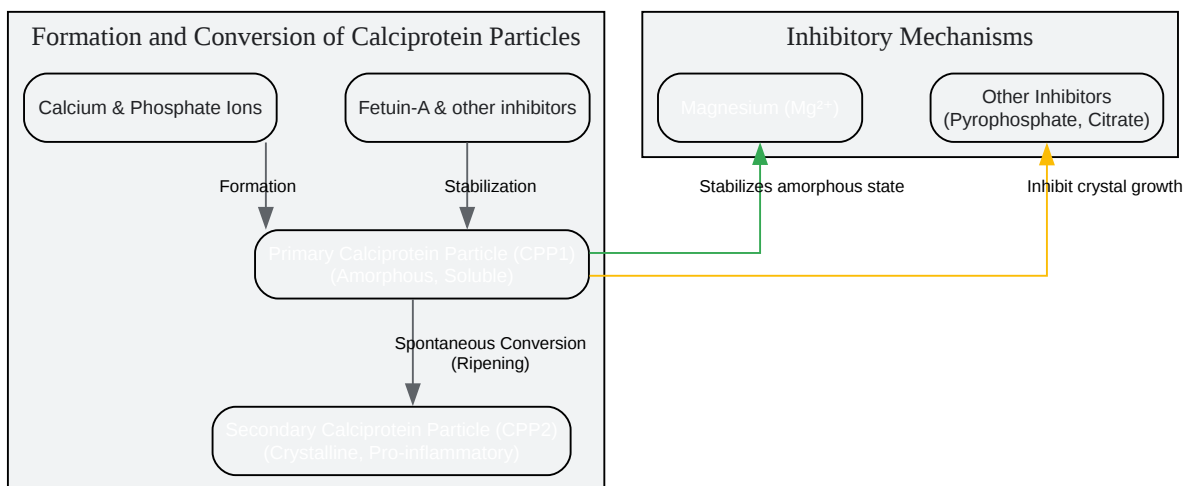 Formation and Conversion of Calciprotein Particles
Calcium & Phosphate Ions
Fetuin-A & other inhibitors
Formation
Stabilization
Primary Calciprotein Particle (CPP1)
(Amorphous, Soluble)
Spontaneous Conversion
(Ripening)
Secondary Calciprotein Particle (CPP2)
(Crystalline, Pro-inflammatory)
Inhibitory Mechanisms
Magnesium (Mg²⁺)
Other Inhibitors
(Pyrophosphate, Citrate)
Stabilizes amorphous state
Inhibit crystal growth